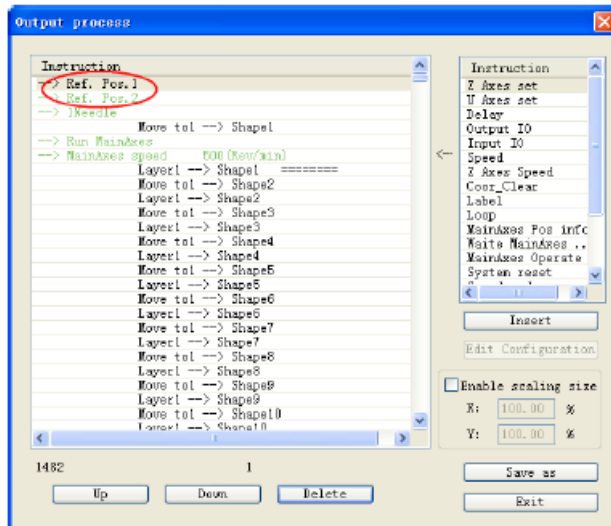 Output process
Instruction
--> Ref. Pos.1
--> Ref. Pos.2
--> 1Needle
Move to1 --> Shape1
--> Run MainAxes
--> MainAxes speed 500(Rev/min)
Layer1 --> Shape1 ========
Move to1 --> Shape2
Layer1 --> Shape2
Move to1 --> Shape3
Layer1 --> Shape3
Move to1 --> Shape4
Layer1 --> Shape4
Move to1 --> Shape5
Layer1 --> Shape5
Move to1 --> Shape6
Layer1 --> Shape6
Move to1 --> Shape7
Layer1 --> Shape7
Move to1 --> Shape8
Layer1 --> Shape8
Move to1 --> Shape9
Layer1 --> Shape9
Move to1 --> Shape10
Layer1 --> Shape10
1482 1
Up Down Delete
<--
Instruction
Z Axes set
U Axes set
Delay
Output IO
Input IO
Speed
Z Axes Speed
Coor_Clear
Label
Loop
MainAxes Pos info
Waite MainAxes ..
MainAxes Operate
System reset
Insert
Edit Configuration
Enable scaling size
X: 100.00 %
Y: 100.00 %
Save as
Exit